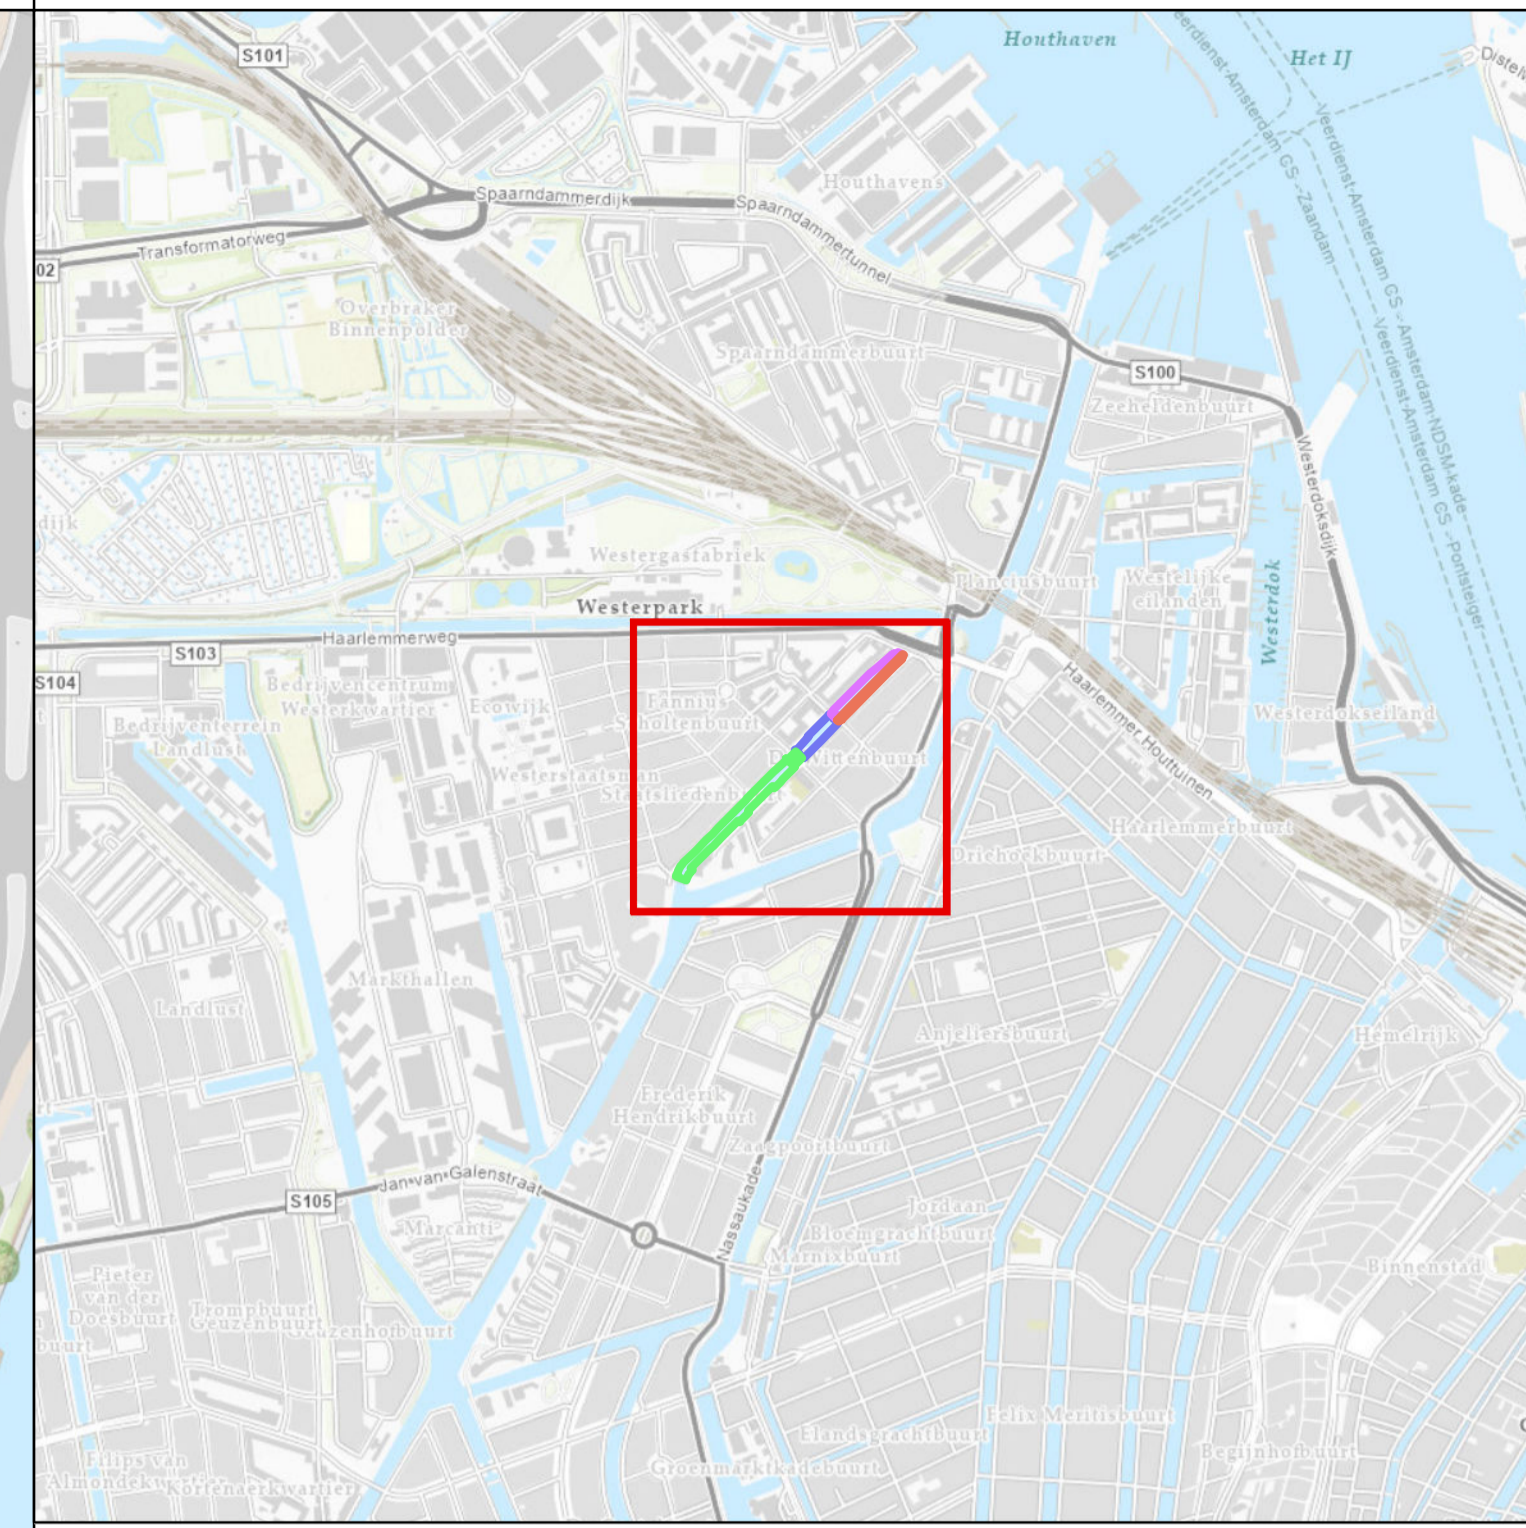 S101
Houthaven
Het IJ
Veerdienst-Amsterdam CS - Zaandam
Veerdienst-Amsterdam CS - Amsterdam-NDSM-kade
Veerdienst-Amsterdam CS - Pontsteiger
Spaarndammerdijk
Spaarndammertunnel
Houthavens
Transformatorweg
02
Overbraker
Binnenpolder
Spaarndammerbuurt
S100
Zeeheldenbuurt
Westerdoksdijk
dijk
Westergasfabriek
Planciusbuurt
Westelijke
eilanden
Westerdok
Westerpark
Haarlemmerweg
S103
S104
Bedrijvencentrum
Westerkwartier
Ecowijk
Fannius
Scholtenbuurt
Haarlemmer Houttuinen
Westerdokseiland
Bedrijventerrein
Landlust
De Wittenbuurt
Westerstaatsman
Haarlemmerbuurt
Driehoekbuurt
Markthallen
Landlust
Anjeliersbuurt
Hemelrijk
Frederik
Hendrikbuurt
Zaagpoortbuurt
Jan van Galenstraat
S105
Nassaukade
Jordaan
Marcanti
Bloemgrachtbuurt
Marnixbuurt
Binnenstad
Pieter
van der
Doesbuurt
Trompbuurt
Geuzenbuurt
Geuzenhofbuurt
buurt
Felix Meritisbuurt
Elandsgrachtbuurt
Begijnhofbuurt
Filips van
Almondekwartier
Kortenaerkwartier
Groenmarktkadebuurt